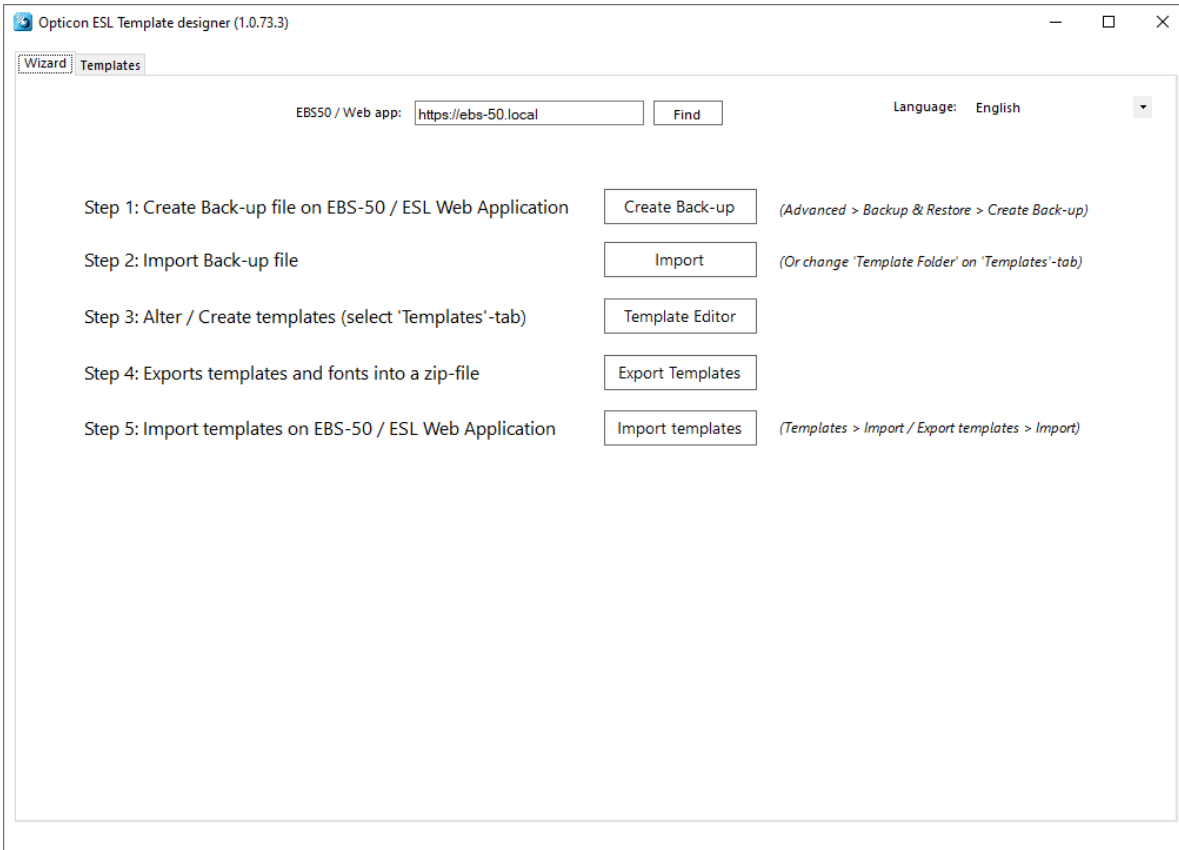 Opticon ESL Template designer (1.0.73.3)
Wizard Templates
EBS50 / Web app: https://ebs-50.local Find Language: English
Step 1: Create Back-up file on EBS-50 / ESL Web Application Create Back-up (Advanced > Backup & Restore > Create Back-up)
Step 2: Import Back-up file Import (Or change 'Template Folder' on 'Templates'-tab)
Step 3: Alter / Create templates (select 'Templates'-tab) Template Editor
Step 4: Exports templates and fonts into a zip-file Export Templates
Step 5: Import templates on EBS-50 / ESL Web Application Import templates (Templates > Import / Export templates > Import)